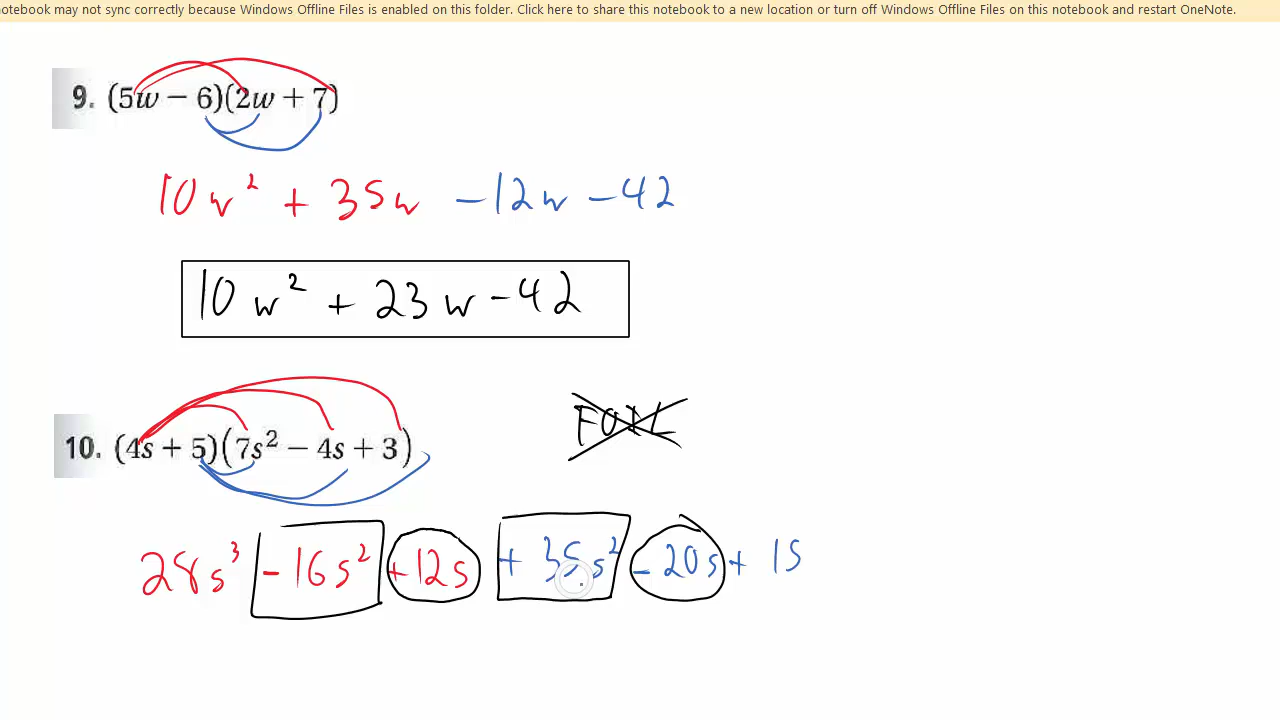 notebook may not sync correctly because Windows Offline Files is enabled on this folder. Click here to share this notebook to a new location or turn off Windows Offline Files on this notebook and restart OneNote.
9. (5w − 6)(2w + 7)
10w² + 35w − 12w − 42
10w² + 23w − 42
FOIL
10. (4s + 5)(7s² − 4s + 3)
28s³ − 16s² + 12s + 35s² − 20s + 15